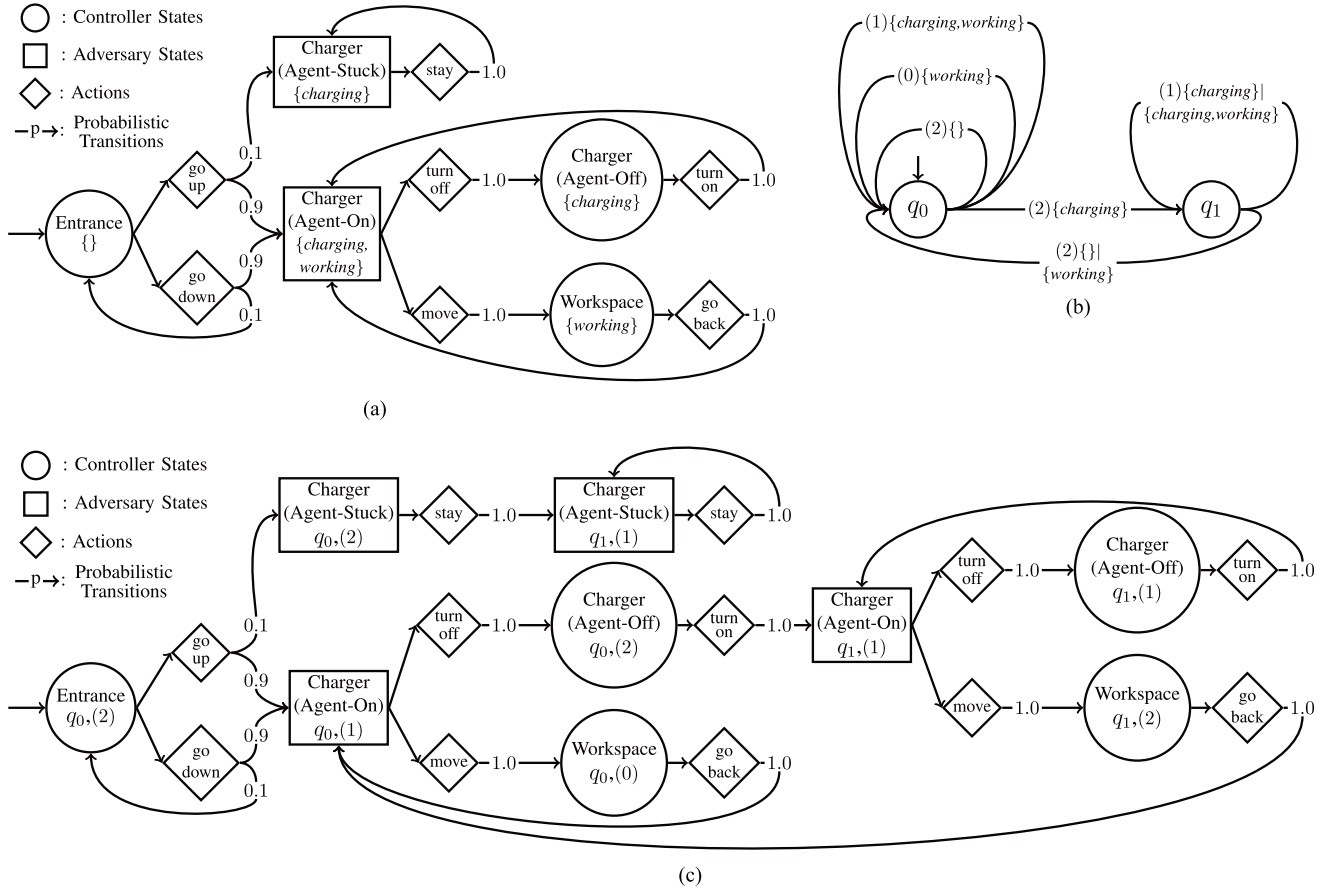 : Controller States
: Adversary States
: Actions
p : Probabilistic
Transitions
Charger
(Agent-Stuck)
{charging}
stay
1.0
0.1
go
up
0.9
Entrance
{}
0.9
go
down
0.1
Charger
(Agent-On)
{charging,
working}
turn
off
1.0
Charger
(Agent-Off)
{charging}
turn
on
1.0
move
1.0
Workspace
{working}
go
back
1.0
(a)
(1){charging,working}
(0){working}
(2){}
q0
(2){charging}
q1
(1){charging}|
{charging,working}
(2){}|
{working}
(b)
: Controller States
: Adversary States
: Actions
p : Probabilistic
Transitions
Charger
(Agent-Stuck)
q0,(2)
stay
1.0
Charger
(Agent-Stuck)
q1,(1)
stay
1.0
0.1
go
up
0.9
Entrance
q0,(2)
0.9
go
down
0.1
Charger
(Agent-On)
q0,(1)
turn
off
1.0
Charger
(Agent-Off)
q0,(2)
turn
on
1.0
move
1.0
Workspace
q0,(0)
go
back
1.0
Charger
(Agent-On)
q1,(1)
turn
off
1.0
Charger
(Agent-Off)
q1,(1)
turn
on
1.0
move
1.0
Workspace
q1,(2)
go
back
1.0
(c)